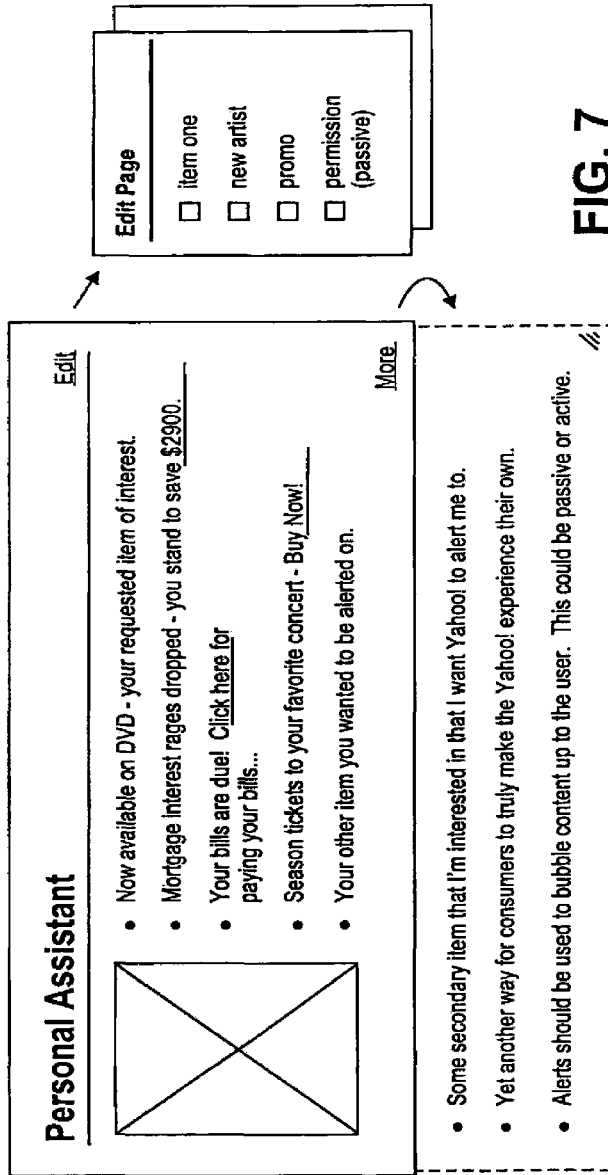 Personal Assistant
Edit
• Now available on DVD - your requested item of interest.
• Mortgage interest rages dropped - you stand to save $2900.
• Your bills are due! Click here for
paying your bills...
• Season tickets to your favorite concert - Buy Now!
• Your other item you wanted to be alerted on.
More
• Some secondary item that I'm interested in that I want Yahoo! to alert me to.
• Yet another way for consumers to truly make the Yahoo! experience their own.
• Alerts should be used to bubble content up to the user. This could be passive or active.
Edit Page
item one
new artist
promo
permission
(passive)
FIG. 7